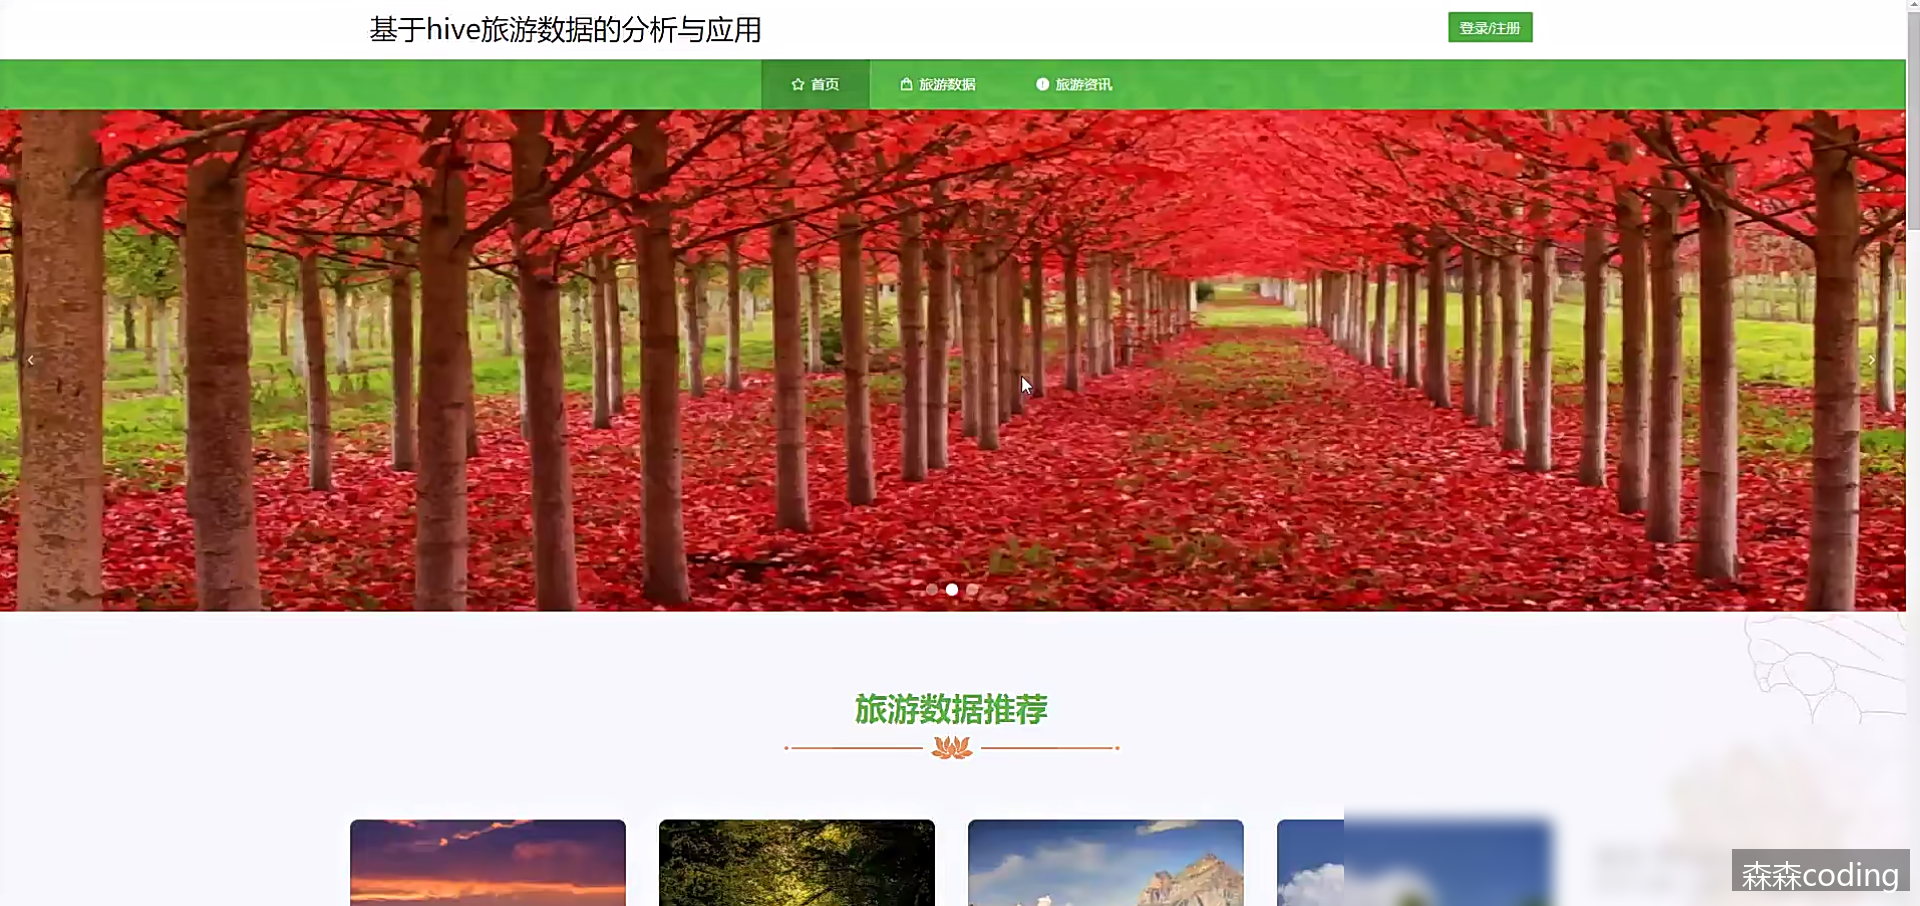 基于hive旅游数据的分析与应用
登录/注册
首页
旅游数据
旅游资讯
旅游数据推荐
森森coding